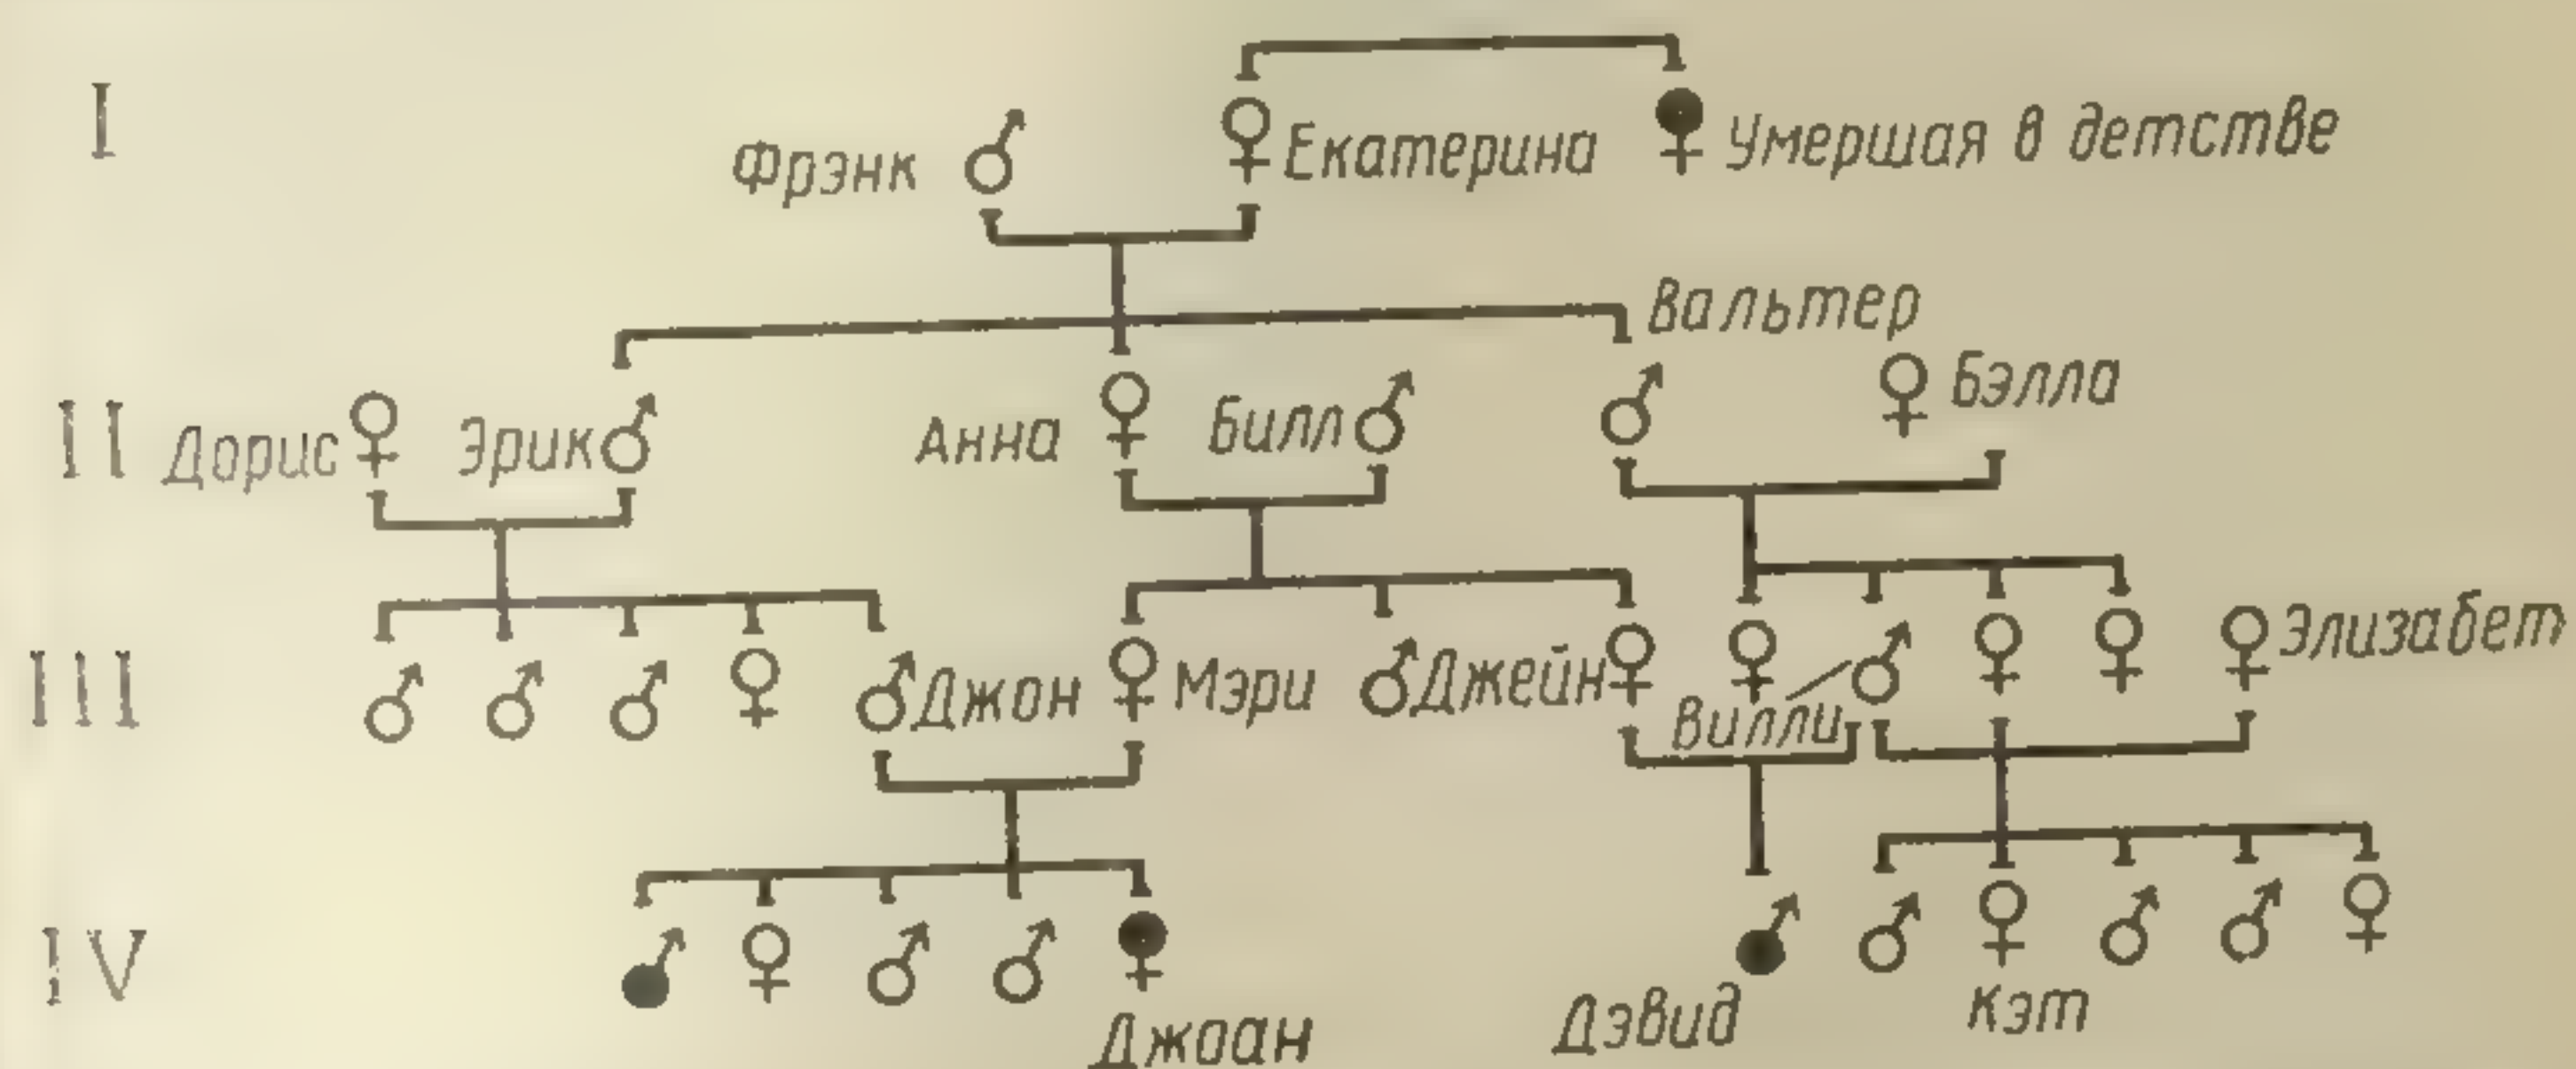 I
Фрэнк
Екатерина
Умершая в детстве
II
Дорис
Эрик
Анна
Билл
Вальтер
Бэлла
III
Джон
Мэри
Джейн
Вилли
Элизабет
IV
Джоан
Дэвид
Кэт